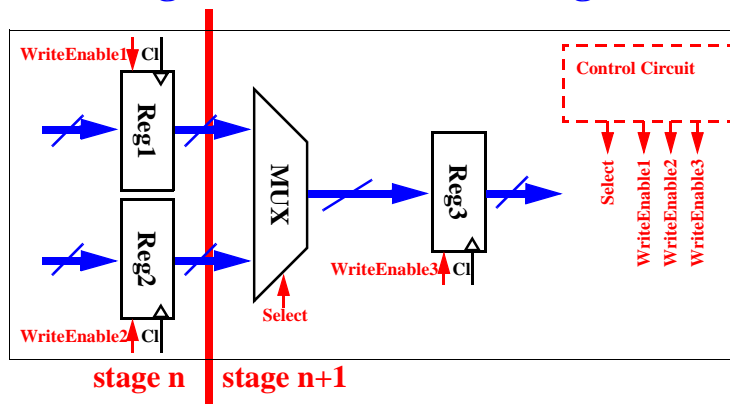 WriteEnable1
Cl
Reg1
Control Circuit
MUX
Reg3
Select
WriteEnable1
WriteEnable2
WriteEnable3
Reg2
WriteEnable3
Cl
Select
WriteEnable2
Cl
stage n
stage n+1